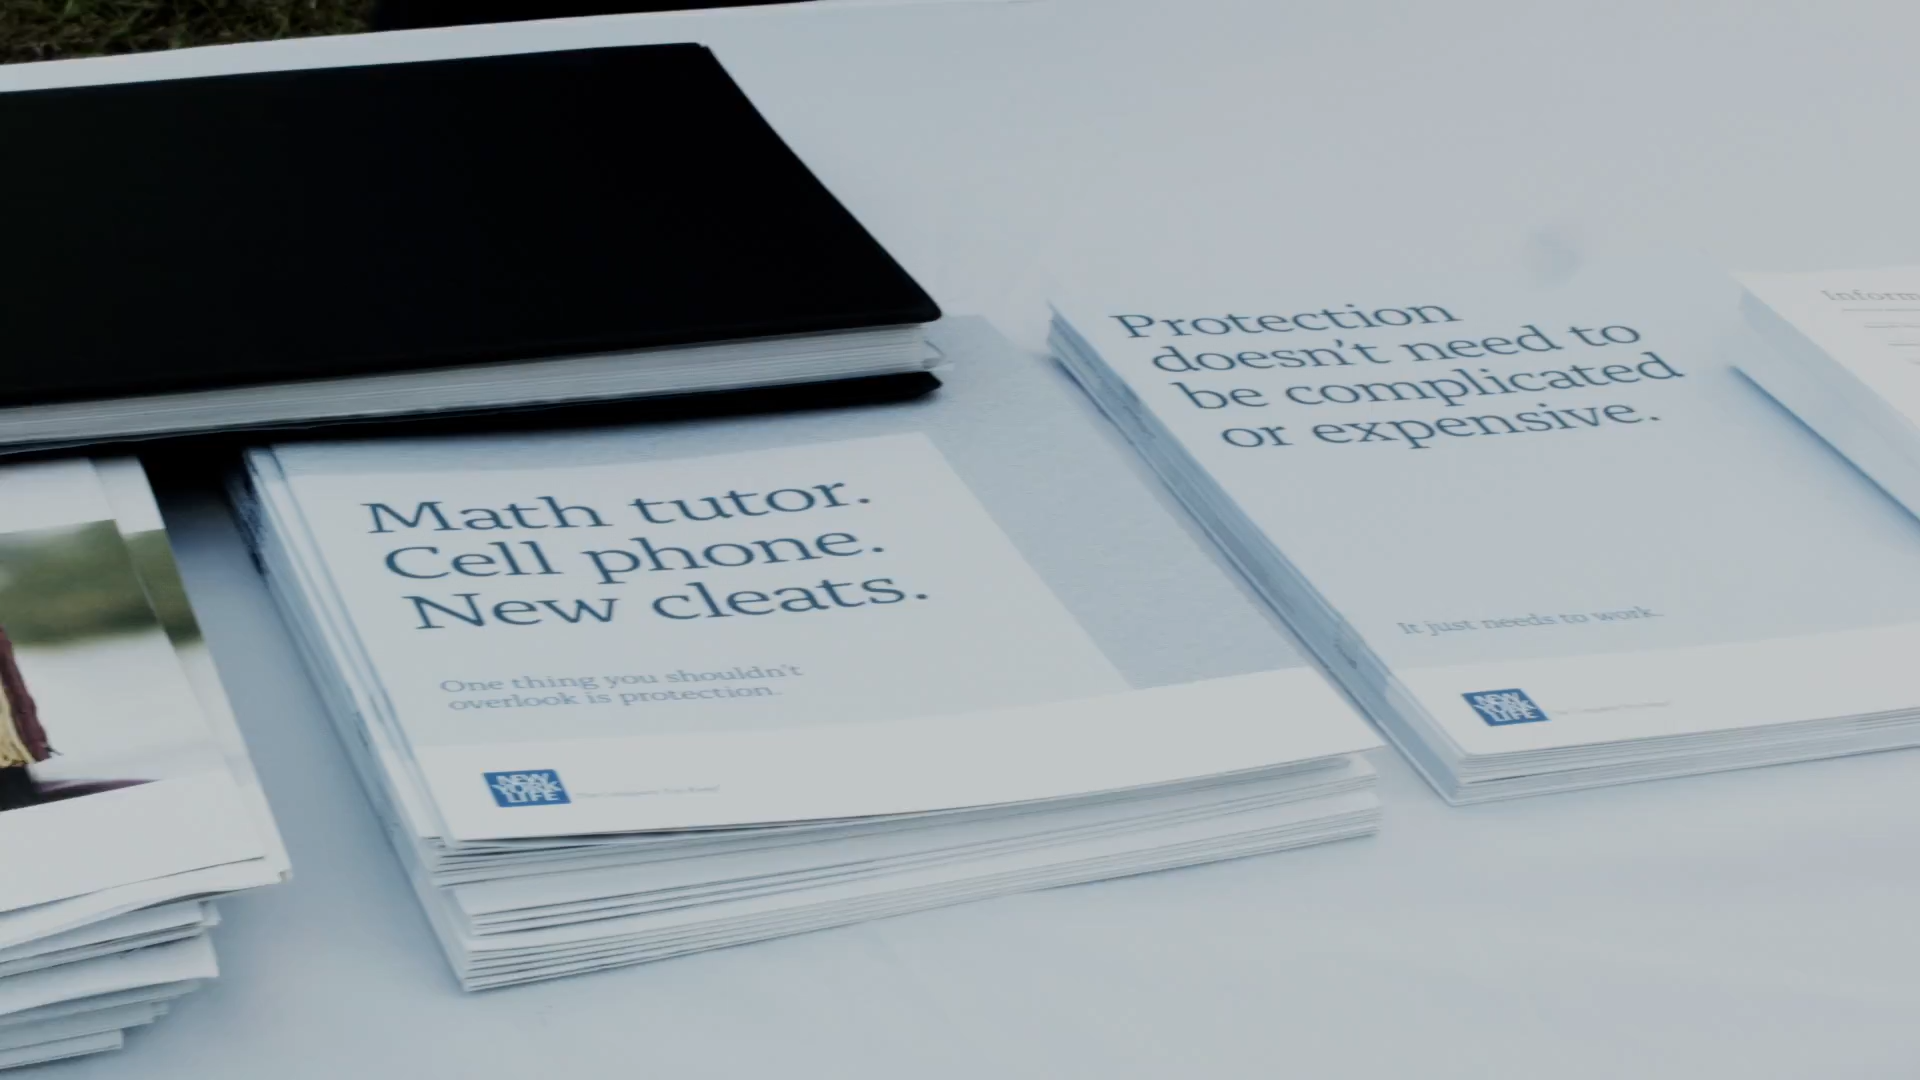 Math tutor.
Cell phone.
New cleats.
One thing you shouldn't
overlook is protection.
NEW
YORK
LIFE
Protection
doesn't need to
be complicated
or expensive.
It just needs to work.
NEW
YORK
LIFE